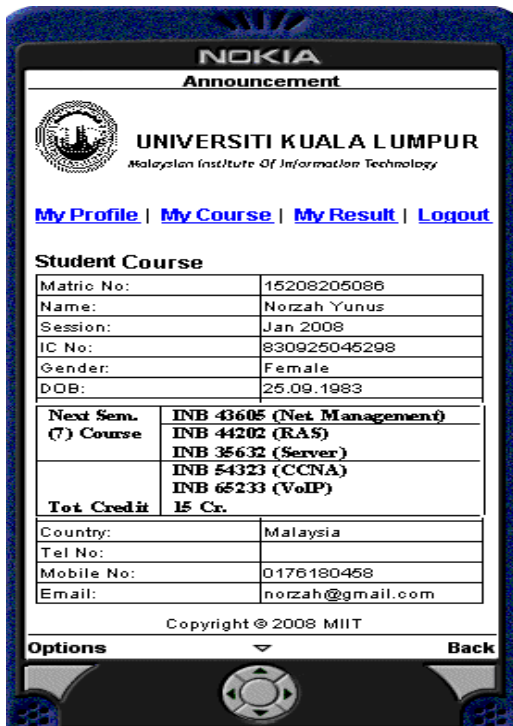 NOKIA
Announcement
UNIVERSITI KUALA LUMPUR
Malaysian Institute Of Information Technology
My Profile | My Course | My Result | Logout
Student Course
Matric No: 15208205086
Name: Norzah Yunus
Session: Jan 2008
IC No: 830925045298
Gender: Female
DOB: 25.09.1983
Next Sem. INB 43605 (Net. Management)
(7) Course INB 44202 (RAS)
INB 35632 (Server)
INB 54323 (CCNA)
INB 65233 (VoIP)
Tot. Credit 15 Cr.
Country: Malaysia
Tel No:
Mobile No: 0176180458
Email: norzah@gmail.com
Copyright © 2008 MIIT
Options Back